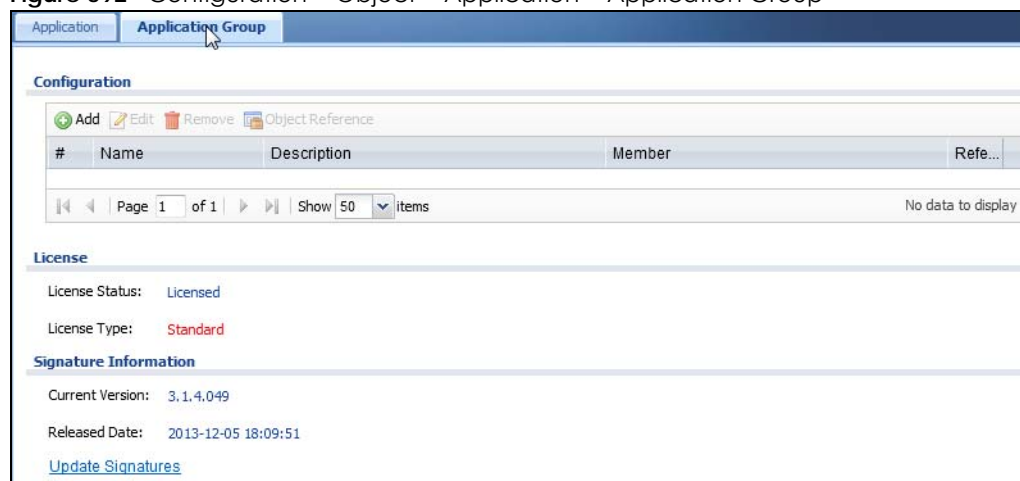 Configuration Object Application Application Group
Application Application Group
Configuration
Add Edit Remove Object Reference
# Name Description Member Refe...
Page 1 of 1 Show 50 items No data to display
License
License Status: Licensed
License Type: Standard
Signature Information
Current Version: 3.1.4.049
Released Date: 2013-12-05 18:09:51
Update Signatures